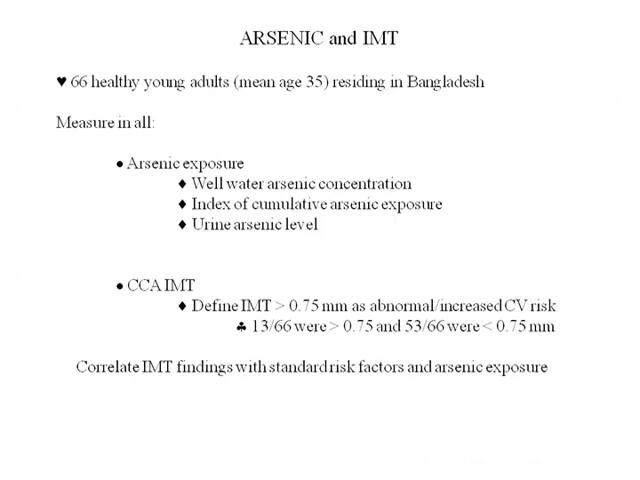 ARSENIC and IMT
♥ 66 healthy young adults (mean age 35) residing in Bangladesh
Measure in all:
● Arsenic exposure
♦ Well water arsenic concentration
♦ Index of cumulative arsenic exposure
♦ Urine arsenic level
● CCA IMT
♦ Define IMT > 0.75 mm as abnormal/increased CV risk
♣ 13/66 were > 0.75 and 53/66 were < 0.75 mm
Correlate IMT findings with standard risk factors and arsenic exposure